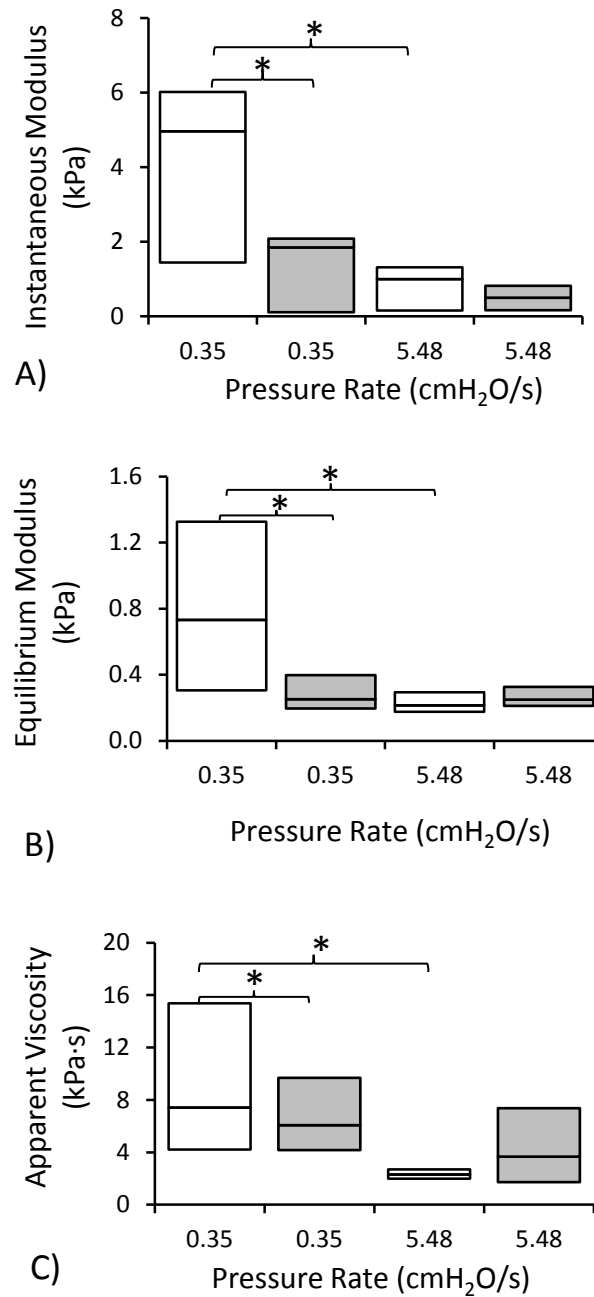 Instantaneous Modulus
(kPa)
8
6
4
2
0
*
*
0.35 0.35 5.48 5.48
Pressure Rate (cmH₂O/s)
A)
Equilibrium Modulus
(kPa)
1.6
1.2
0.8
0.4
0.0
*
*
0.35 0.35 5.48 5.48
Pressure Rate (cmH₂O/s)
B)
Apparent Viscosity
(kPa·s)
20
16
12
8
4
0
*
*
0.35 0.35 5.48 5.48
Pressure Rate (cmH₂O/s)
C)